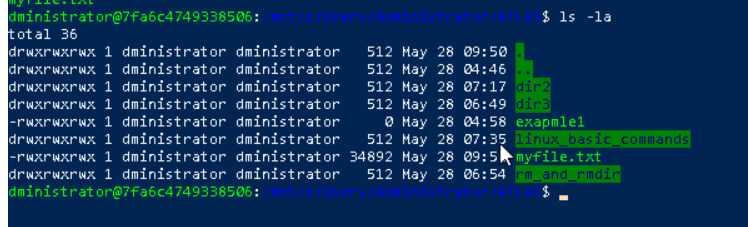 myfile.txt
dministrator@7fa6c4749338506:/mnt/c/Users/Administrator/ATLAS$ ls -la
total 36
drwxrwxrwx 1 dministrator dministrator 512 May 28 09:50 .
drwxrwxrwx 1 dministrator dministrator 512 May 28 04:46 ..
drwxrwxrwx 1 dministrator dministrator 512 May 28 07:17 dir2
drwxrwxrwx 1 dministrator dministrator 512 May 28 06:49 dir3
-rwxrwxrwx 1 dministrator dministrator 0 May 28 04:58 exapmle1
drwxrwxrwx 1 dministrator dministrator 512 May 28 07:35 linux_basic_commands
-rwxrwxrwx 1 dministrator dministrator 34892 May 28 myfile.txt
drwxrwxrwx 1 dministrator dministrator 512 May 28 06:54 rm_and_rmdir
dministrator@7fa6c4749338506:/mnt/c/Users/Administrator/ATLAS$